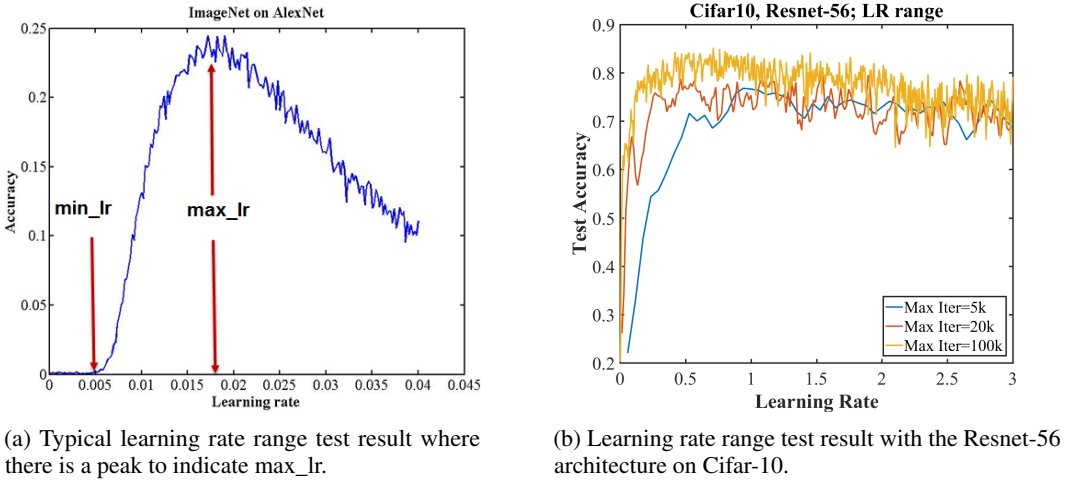 ImageNet on AlexNet
0.25
0.2
0.15
0.1
0.05
0
Accuracy
min_lr
max_lr
0 0.005 0.01 0.015 0.02 0.025 0.03 0.035 0.04 0.045
Learning rate
(a) Typical learning rate range test result where
there is a peak to indicate max_lr.
Cifar10, Resnet-56; LR range
0.9
0.8
0.7
0.6
0.5
0.4
0.3
0.2
Test Accuracy
Max Iter=5k
Max Iter=20k
Max Iter=100k
0 0.5 1 1.5 2 2.5 3
Learning Rate
(b) Learning rate range test result with the Resnet-56
architecture on Cifar-10.